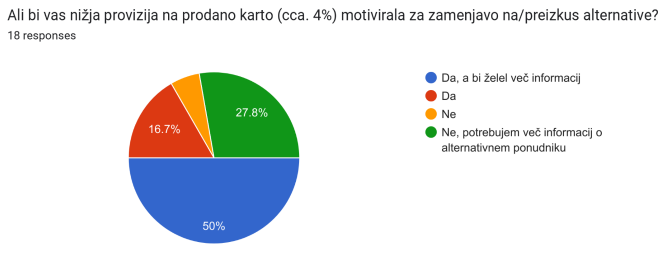 Ali bi vas nižja provizija na prodano karto (cca. 4%) motivirala za zamenjavo na/preizkus alternative?
18 responses
27.8%
16.7%
50%
Da, a bi želel več informacij
Da
Ne
Ne, potrebujem več informacij o
alternativnem ponudniku